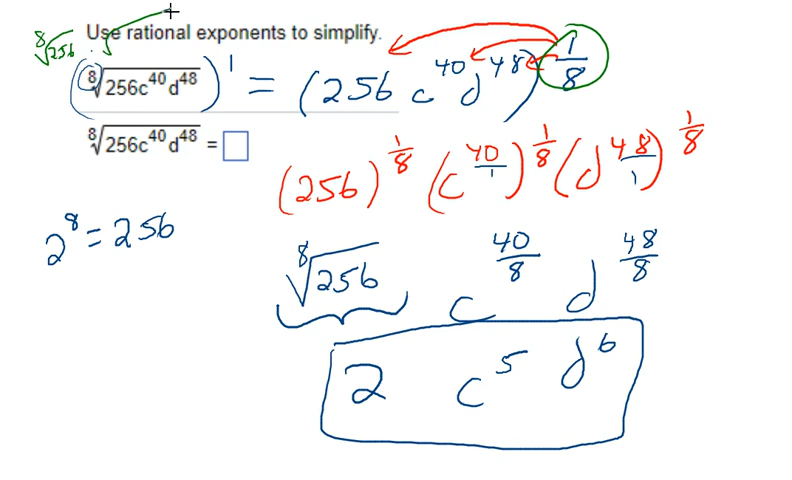 Use rational exponents to simplify.
⁸√256 · √
(⁸√256c⁴⁰d⁴⁸)¹ = (256 c⁴⁰ d⁴⁸)^(1/8)
⁸√256c⁴⁰d⁴⁸ = □
(256)^(1/8) (c^(40/1))^(1/8) (d^(48/1))^(1/8)
2⁸ = 256
⁸√256 c^(40/8) d^(48/8)
2 c⁵ d⁶